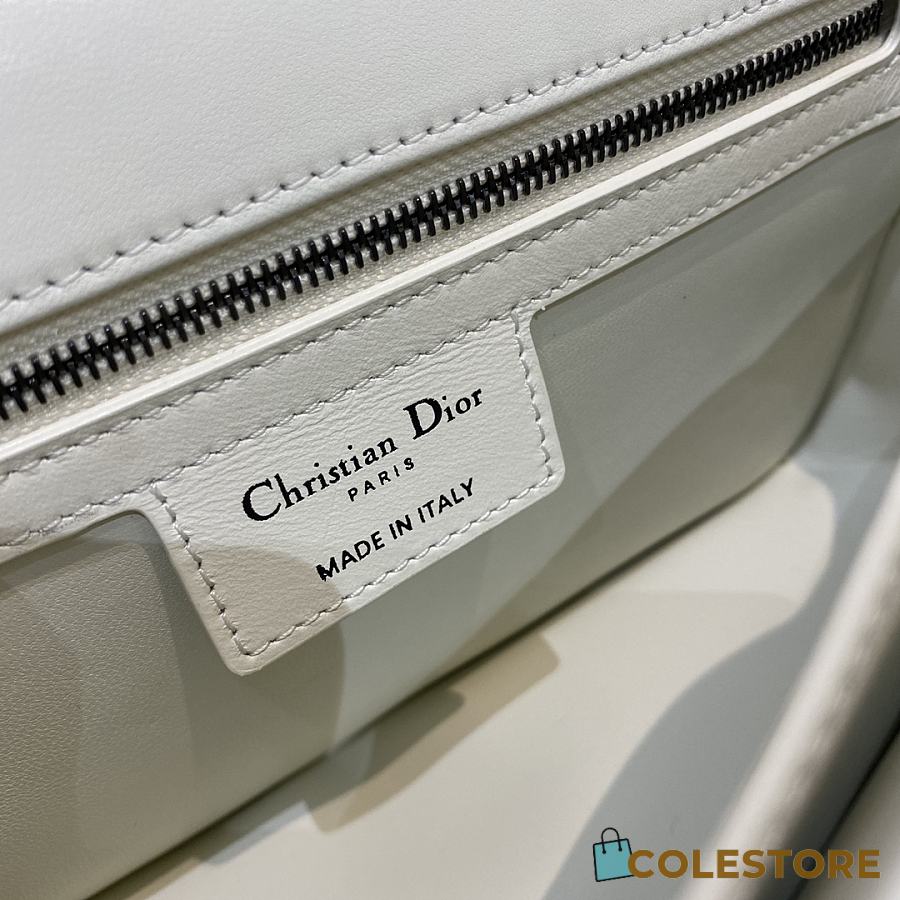 Christian Dior
PARIS
MADE IN ITALY
COLESTORE